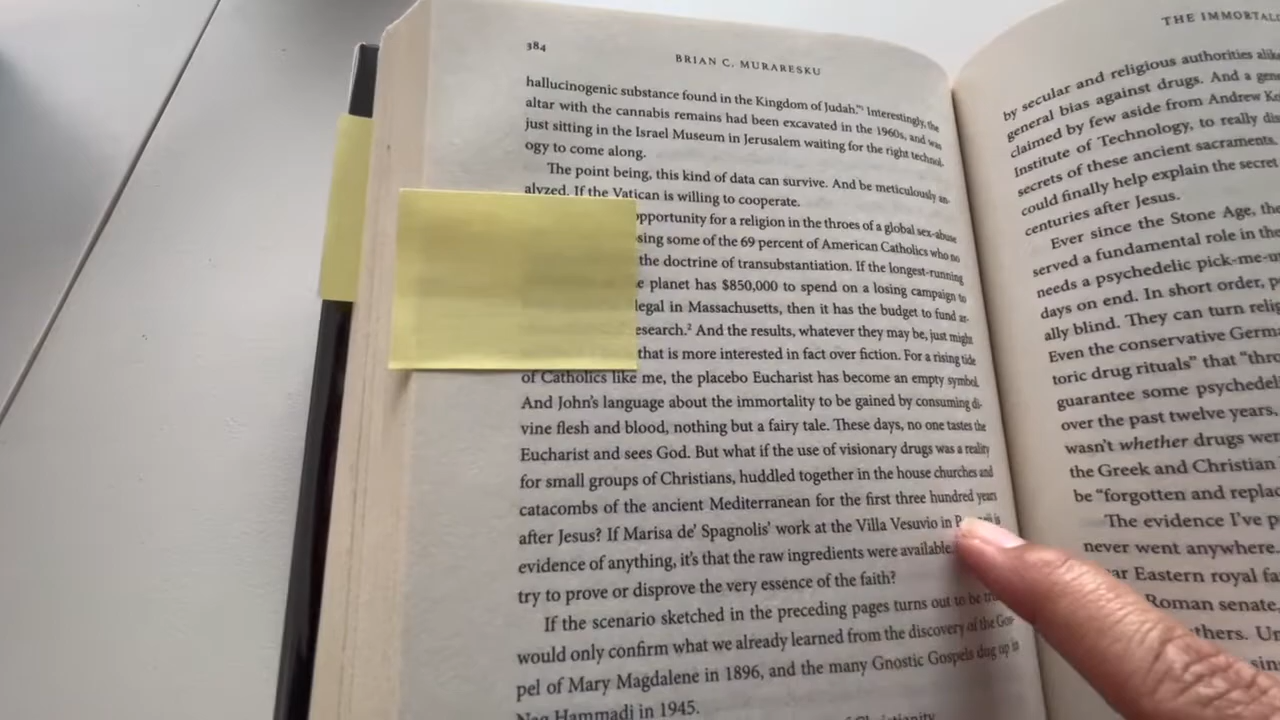 384
BRIAN C. MURARESKU
hallucinogenic substance found in the Kingdom of Judah."¹ Interestingly, the
altar with the cannabis remains had been excavated in the 1960s, and was
just sitting in the Israel Museum in Jerusalem waiting for the right technol-
ogy to come along.
The point being, this kind of data can survive. And be meticulously an-
alyzed. If the Vatican is willing to cooperate.
opportunity for a religion in the throes of a global sex-abuse
sing some of the 69 percent of American Catholics who no
the doctrine of transubstantiation. If the longest-running
e planet has $850,000 to spend on a losing campaign to
legal in Massachusetts, then it has the budget to fund ar-
esearch.² And the results, whatever they may be, just might
that is more interested in fact over fiction. For a rising tide
of Catholics like me, the placebo Eucharist has become an empty symbol.
And John's language about the immortality to be gained by consuming di-
vine flesh and blood, nothing but a fairy tale. These days, no one tastes the
Eucharist and sees God. But what if the use of visionary drugs was a reality
for small groups of Christians, huddled together in the house churches and
catacombs of the ancient Mediterranean for the first three hundred years
after Jesus? If Marisa de' Spagnolis' work at the Villa Vesuvio in
evidence of anything, it's that the raw ingredients were available.
try to prove or disprove the very essence of the faith?
If the scenario sketched in the preceding pages turns out to be
would only confirm what we already learned from the discovery of the Gos-
pel of Mary Magdalene in 1896, and the many Gnostic Gospels dug up in
Nag Hammadi in 1945.
THE IMMORTAL
by secular and religious authorities alike
general bias against drugs. And a gen
claimed by few aside from Andrew Ko
Institute of Technology, to really dis
secrets of these ancient sacraments.
could finally help explain the secret
centuries after Jesus.
Ever since the Stone Age, the
served a fundamental role in the
needs a psychedelic pick-me-u
days on end. In short order, p
ally blind. They can turn relig
Even the conservative Germa
toric drug rituals" that "thro
guarantee some psychedeli
over the past twelve years,
wasn't whether drugs wer
the Greek and Christian
be "forgotten and replac
The evidence I've p
never went anywhere.
ar Eastern royal fa
Roman senate.
thers. Un
sin